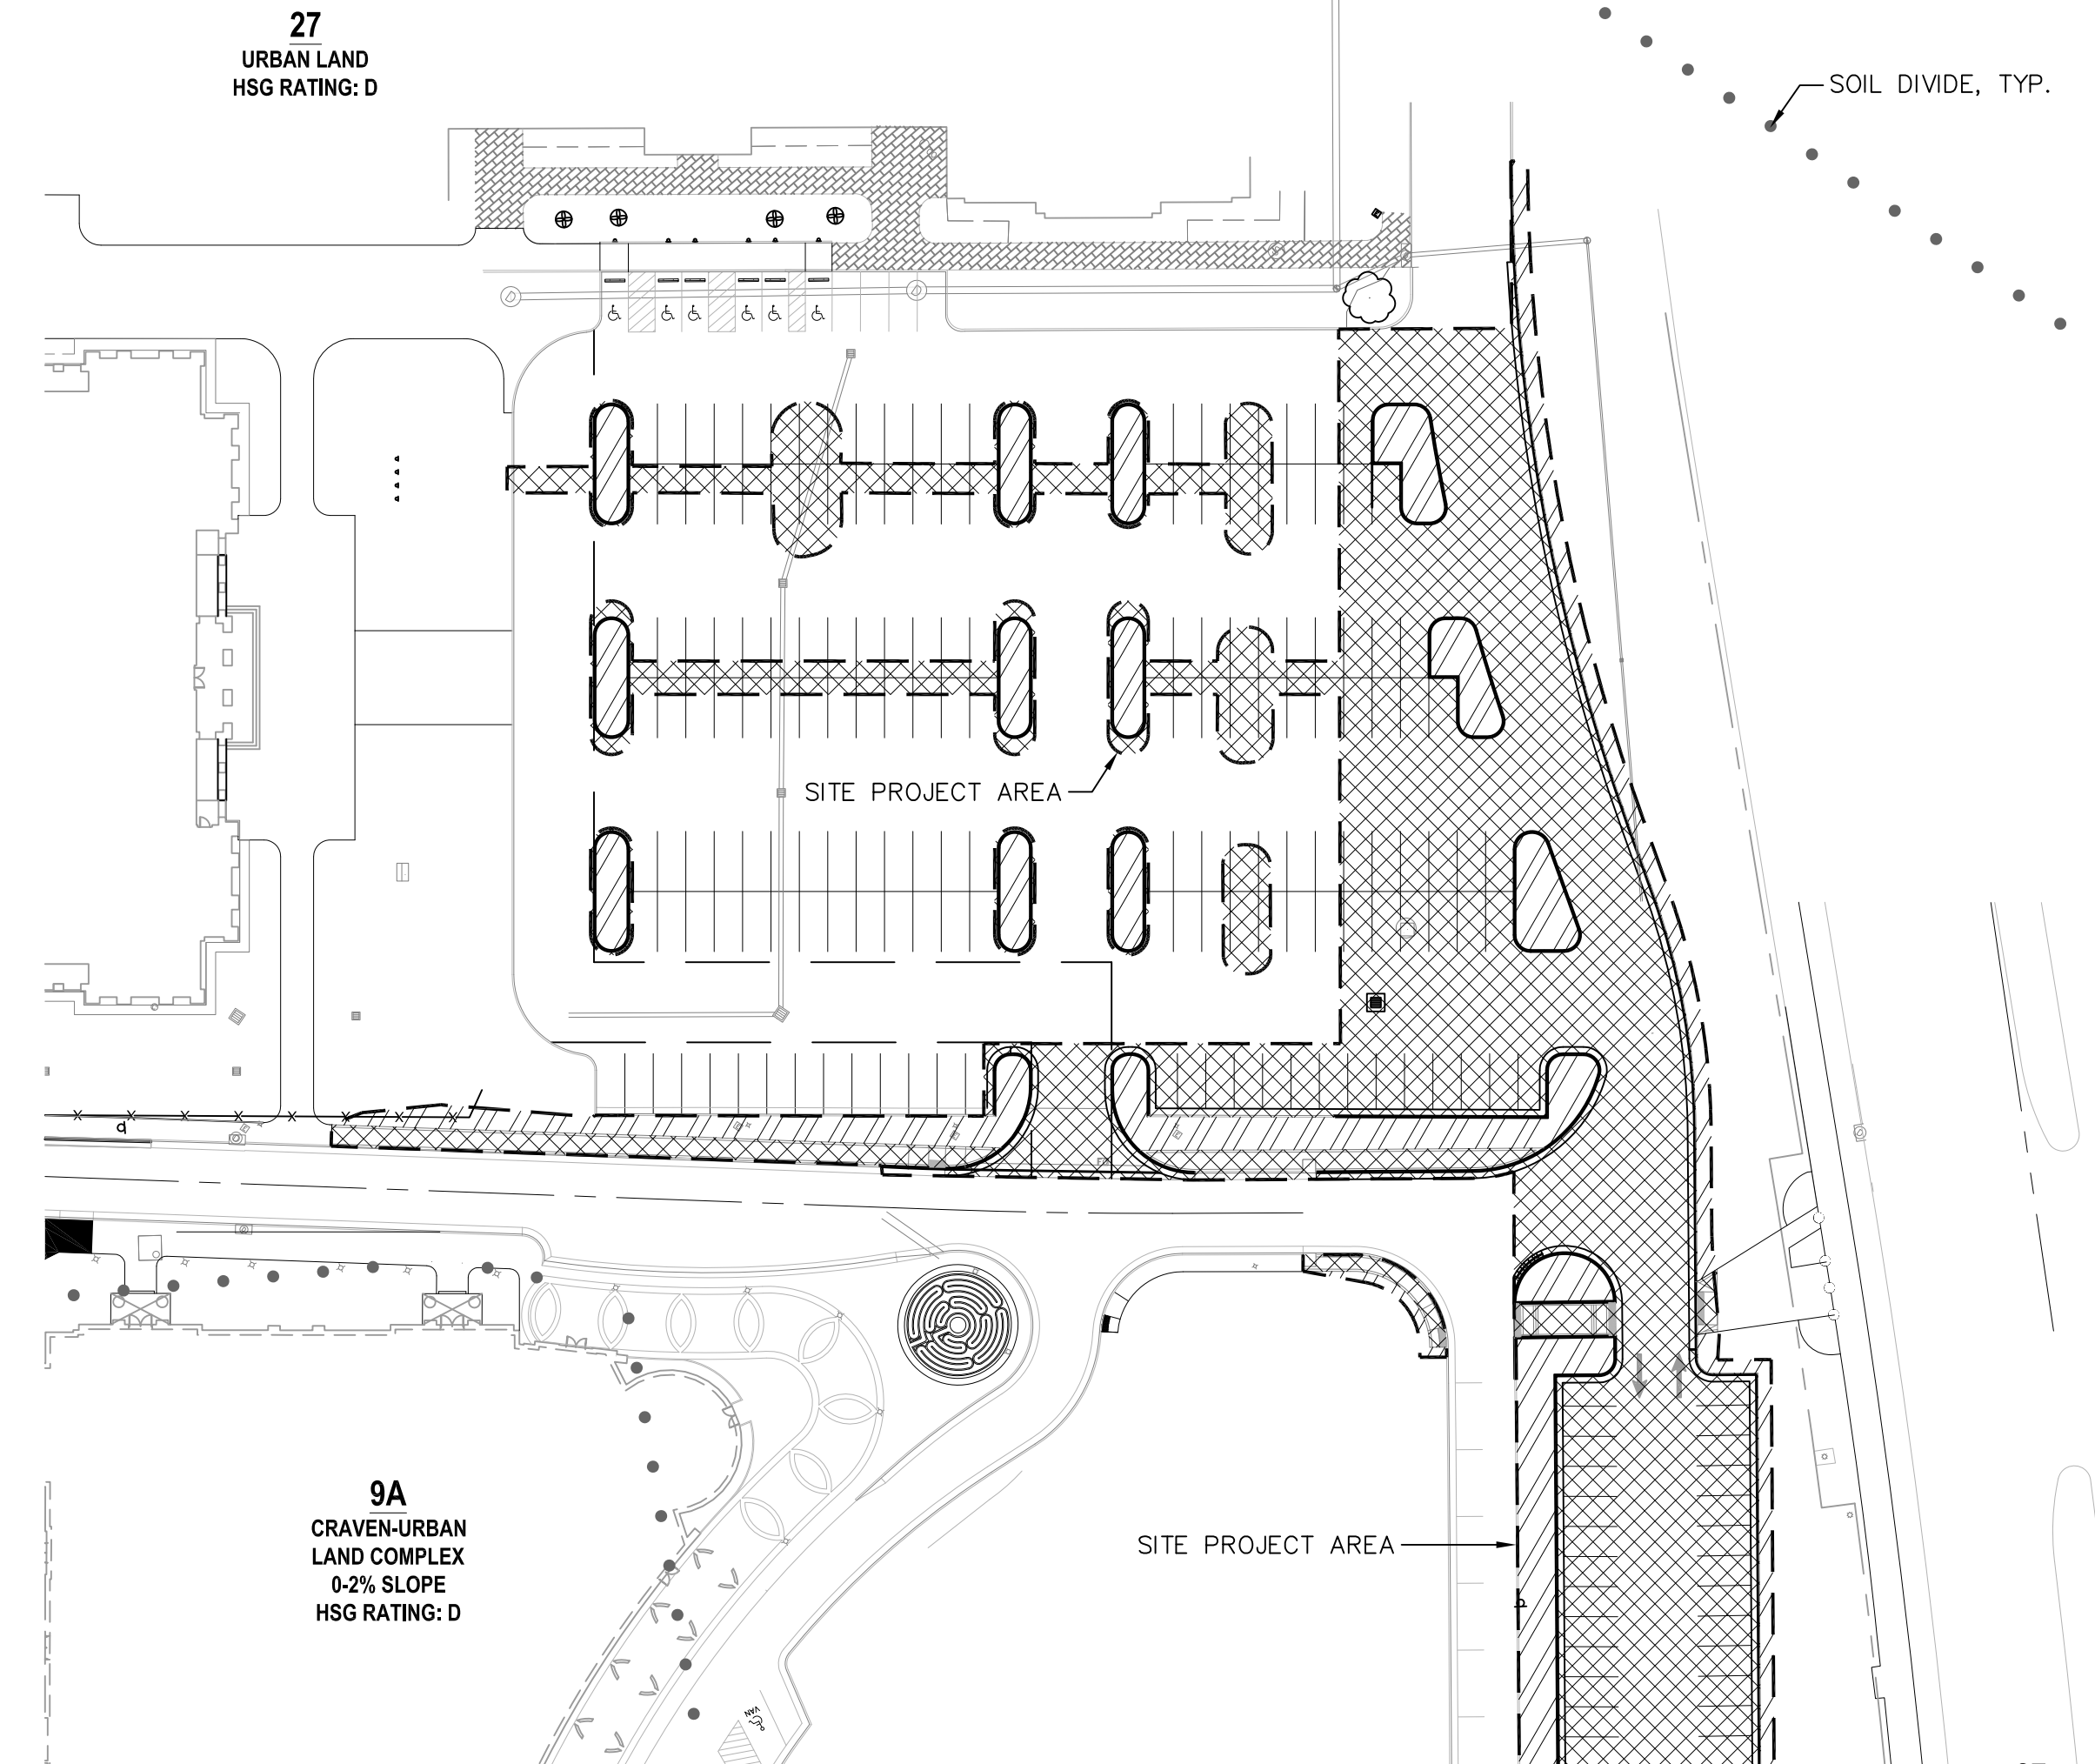 27
URBAN LAND
HSG RATING: D
SOIL DIVIDE, TYP.
SITE PROJECT AREA
9A
CRAVEN-URBAN
LAND COMPLEX
0-2% SLOPE
HSG RATING: D
SITE PROJECT AREA
VAN